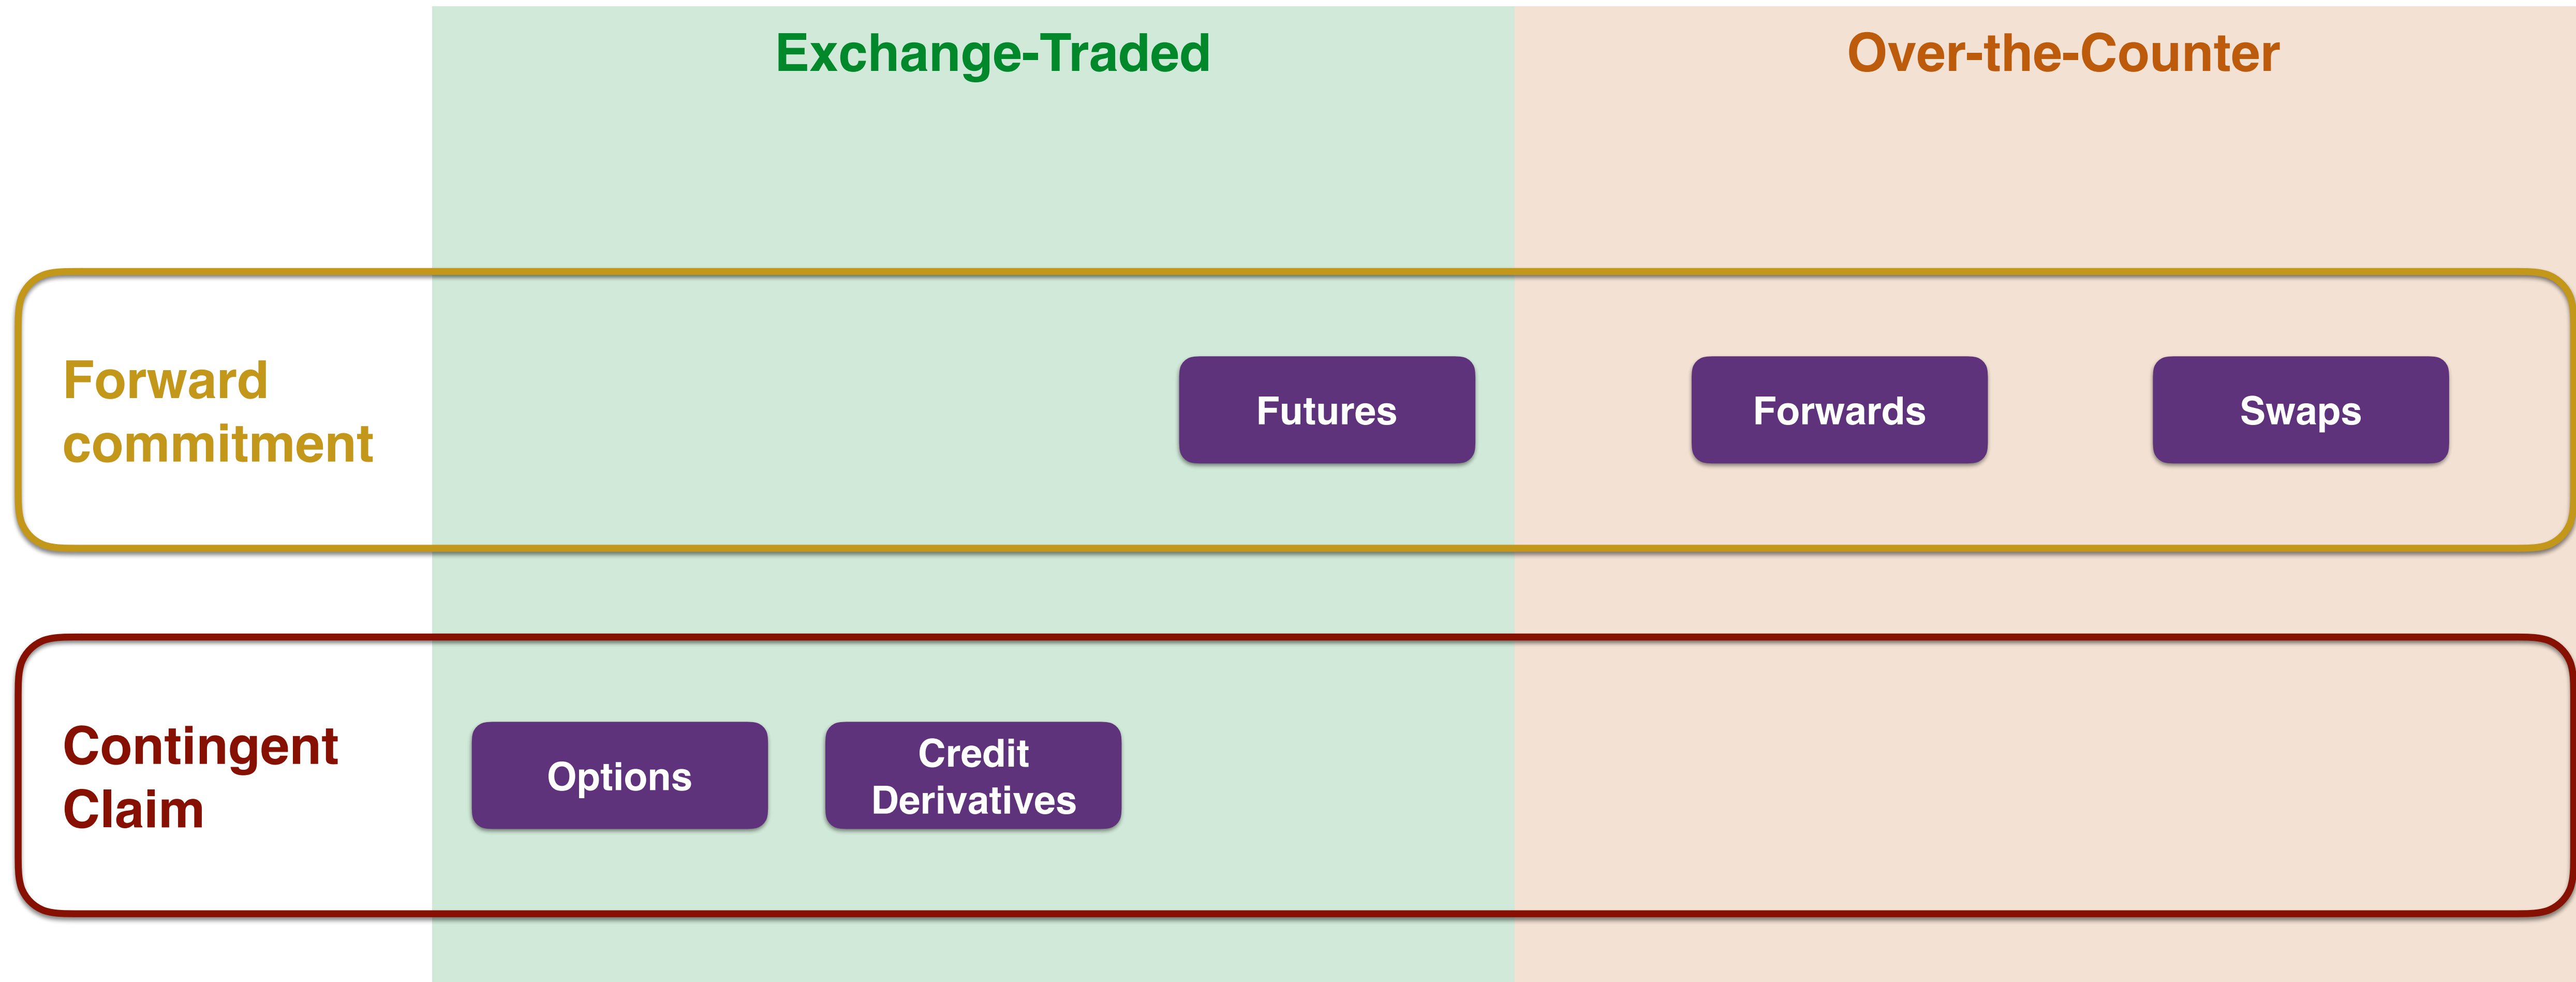 Exchange-Traded
Over-the-Counter
Forward
commitment
Futures
Forwards
Swaps
Contingent
Claim
Options
Credit
Derivatives